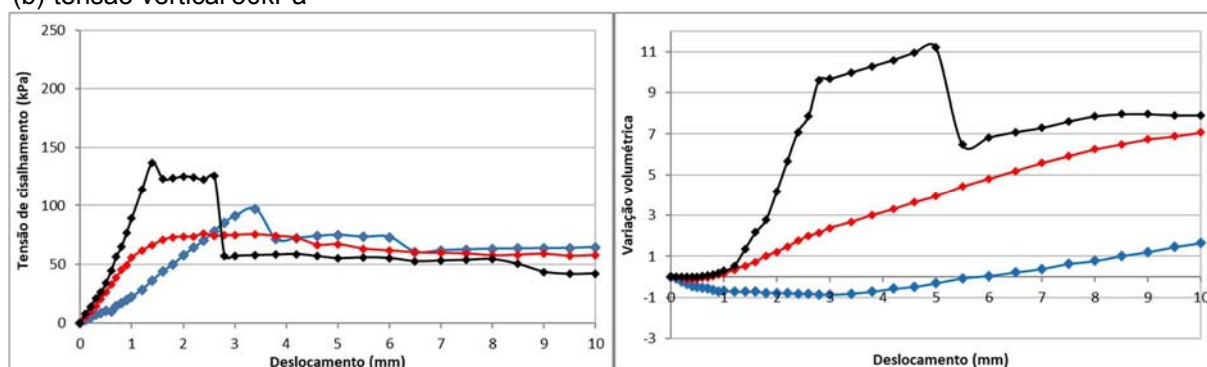 (b) tensão vertical 50kPa
Tensão de cisalhamento (kPa)
250
200
150
100
50
0
0 1 2 3 4 5 6 7 8 9 10
Deslocamento (mm)
Variação volumétrica
11
9
7
5
3
1
-1
-3
0 1 2 3 4 5 6 7 8 9 10
Deslocamento (mm)